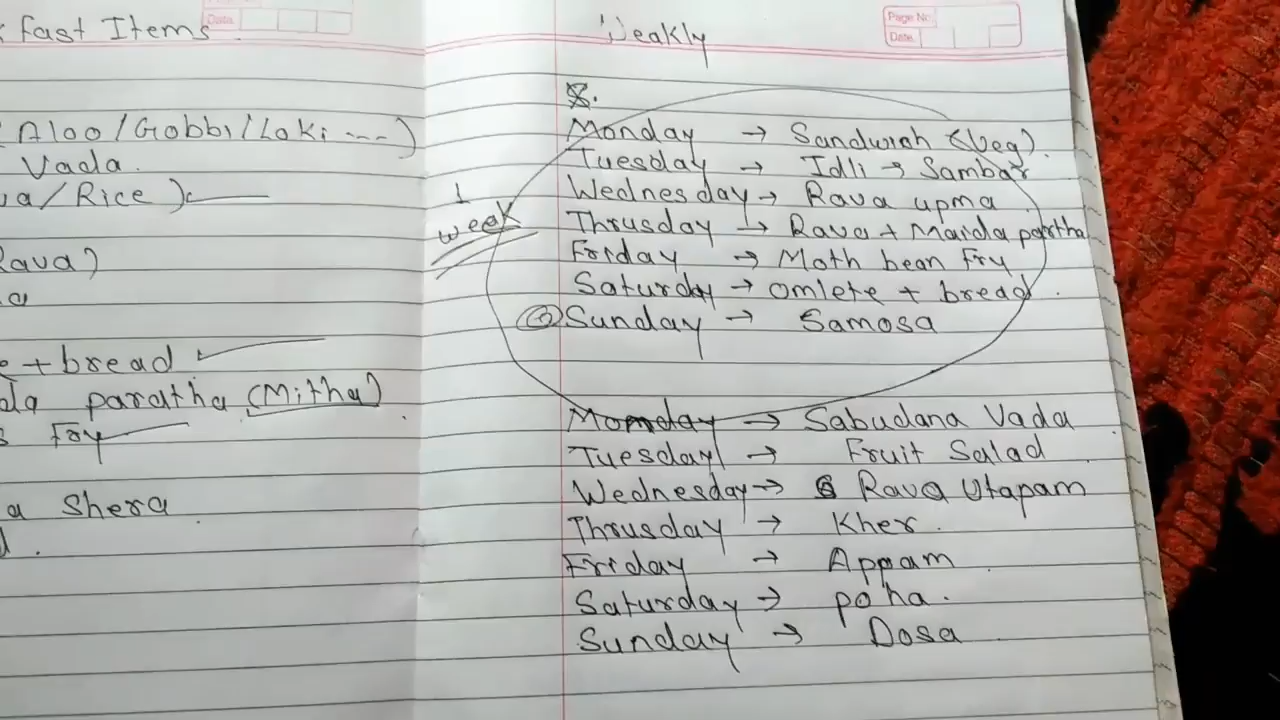 Fast Items
Date.
(Aloo/Gobbi/Loki ---)
Vada.
/Rice)
Rava)
a
+ bread
paratha (Mitha)
Fry
a Shera
Weakly
Page No:
Date.
1
week
Monday → Sandwich (Veg).
Tuesday → Idli → Sambar
Wednesday → Rava upma
Thrusday → Rava + Maida partha
Friday → Moth bean Fry
Saturday → omlete + bread.
Sunday → Samosa
Monday → Sabudana Vada
Tuesday → Fruit Salad
Wednesday → Rava Utapam
Thrusday → Kher.
Friday → Appam
Saturday → poha.
Sunday → Dosa